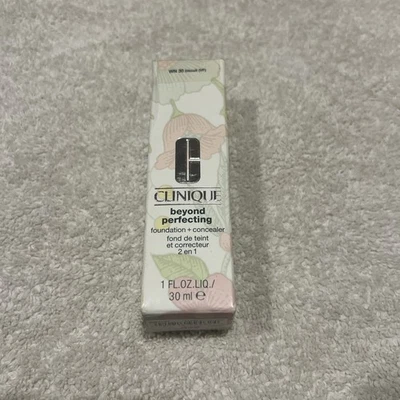 CLINIQUE
beyond
perfecting
foundation + concealer
fond de teint
et correcteur
2 en 1
1 FL.OZ.LIQ./
30 ml e